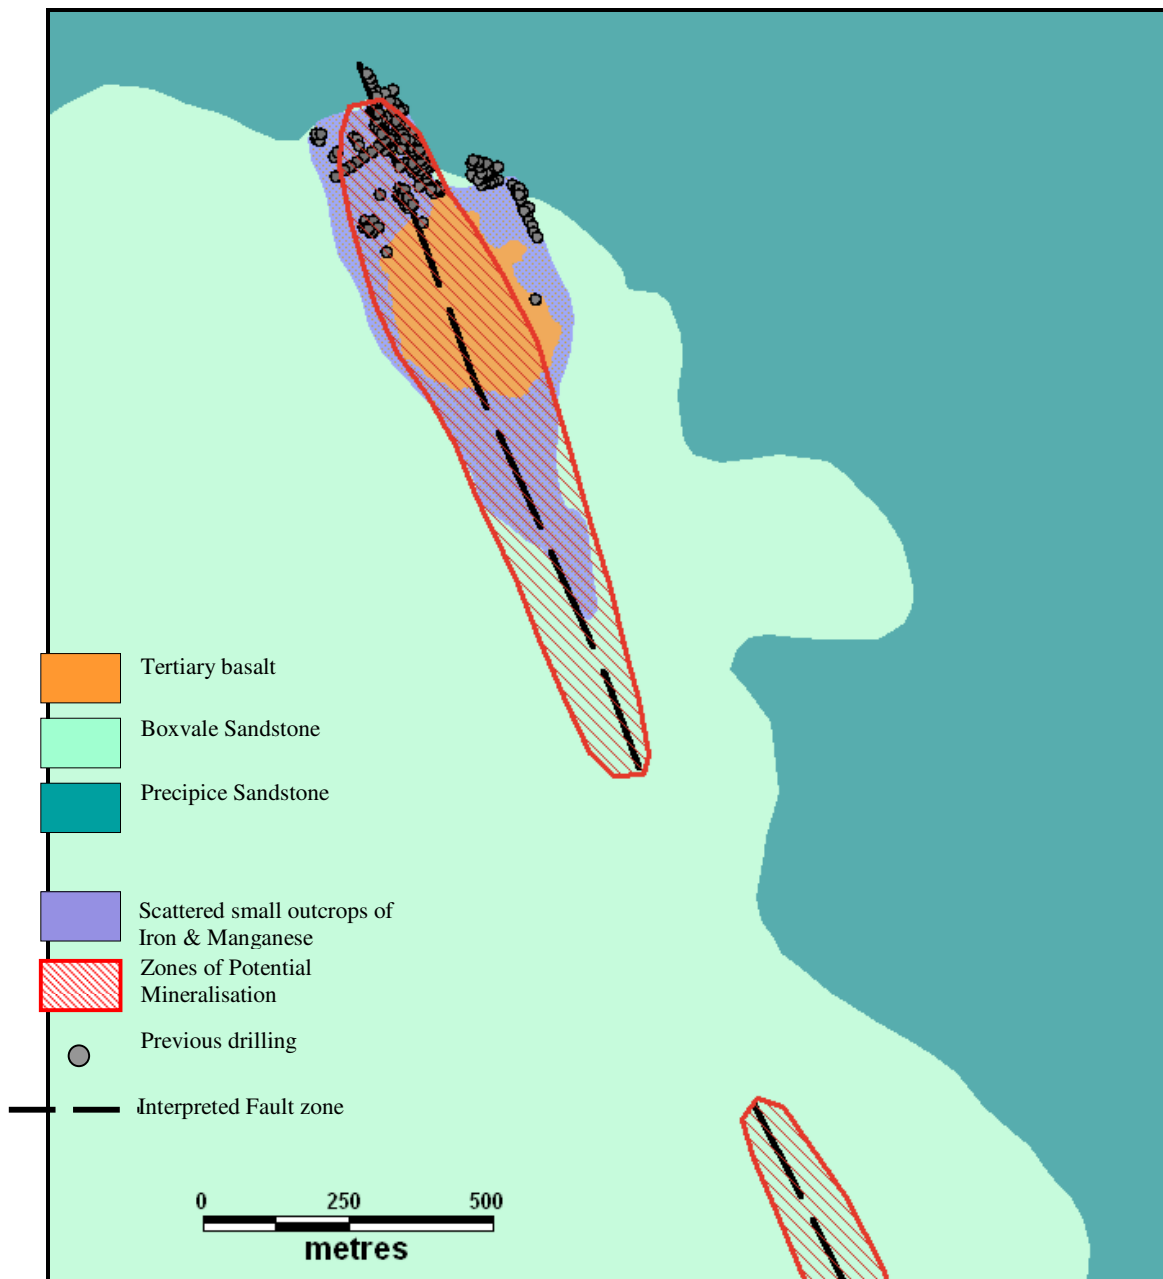 Tertiary basalt
Boxvale Sandstone
Precipice Sandstone
Scattered small outcrops of
Iron & Manganese
Zones of Potential
Mineralisation
Previous drilling
Interpreted Fault zone
0 250 500
metres